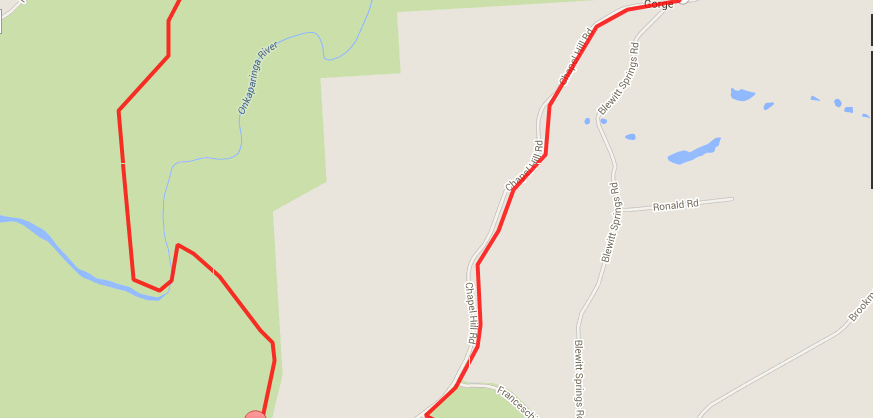 Gorge
Chapel Hill Rd
Onkaparinga River
Blewitt Springs Rd
Chapel Hill Rd
Blewitt Springs Rd
Ronald Rd
Chapel Hill Rd
Blewitt Springs Rd